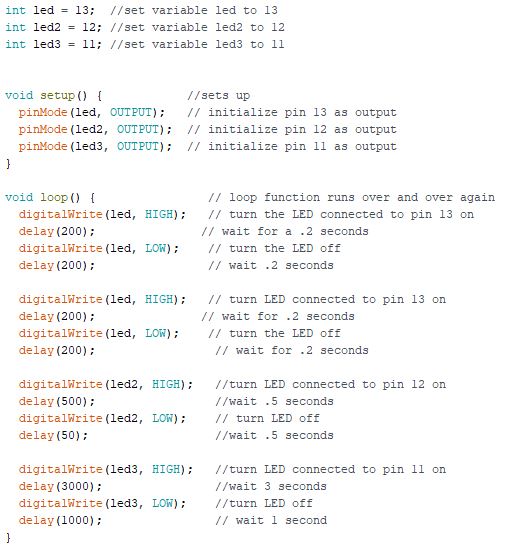 int led = 13;  //set variable led to 13
int led2 = 12; //set variable led2 to 12
int led3 = 11; //set variable led3 to 11

void setup() {            //sets up
  pinMode(led, OUTPUT);   // initialize pin 13 as output
  pinMode(led2, OUTPUT);  // initialize pin 12 as output
  pinMode(led3, OUTPUT);  // initialize pin 11 as output
}

void loop() {                // loop function runs over and over again
  digitalWrite(led, HIGH);   // turn the LED connected to pin 13 on
  delay(200);               // wait for a .2 seconds
  digitalWrite(led, LOW);    // turn the LED off
  delay(200);                // wait .2 seconds

  digitalWrite(led, HIGH);   // turn LED connected to pin 13 on
  delay(200);               // wait for .2 seconds
  digitalWrite(led, LOW);    // turn the LED off
  delay(200);                 // wait for .2 seconds

  digitalWrite(led2, HIGH);   //turn LED connected to pin 12 on
  delay(500);                 //wait .5 seconds
  digitalWrite(led2, LOW);    // turn LED off
  delay(50);                  //wait .5 seconds

  digitalWrite(led3, HIGH);   //turn LED connected to pin 11 on
  delay(3000);                //wait 3 seconds
  digitalWrite(led3, LOW);    //turn LED off
  delay(1000);                // wait 1 second
}